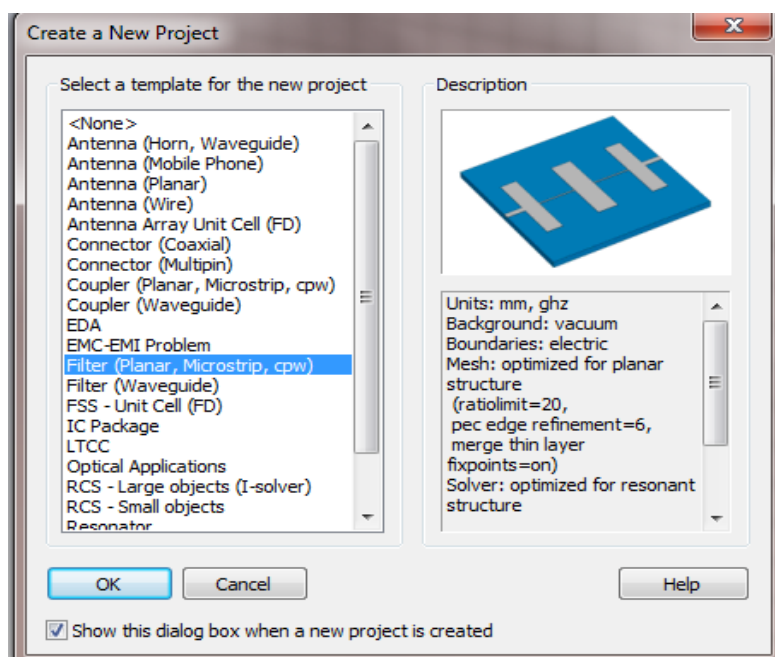 Create a New Project
Select a template for the new project
<None>
Antenna (Horn, Waveguide)
Antenna (Mobile Phone)
Antenna (Planar)
Antenna (Wire)
Antenna Array Unit Cell (FD)
Connector (Coaxial)
Connector (Multipin)
Coupler (Planar, Microstrip, cpw)
Coupler (Waveguide)
EDA
EMC-EMI Problem
Filter (Planar, Microstrip, cpw)
Filter (Waveguide)
FSS - Unit Cell (FD)
IC Package
LTCC
Optical Applications
RCS - Large objects (I-solver)
RCS - Small objects
Resonator
Description
Units: mm, ghz
Background: vacuum
Boundaries: electric
Mesh: optimized for planar
structure
(ratiolimit=20,
pec edge refinement=6,
merge thin layer
fixpoints=on)
Solver: optimized for resonant
structure
OK
Cancel
Help
Show this dialog box when a new project is created